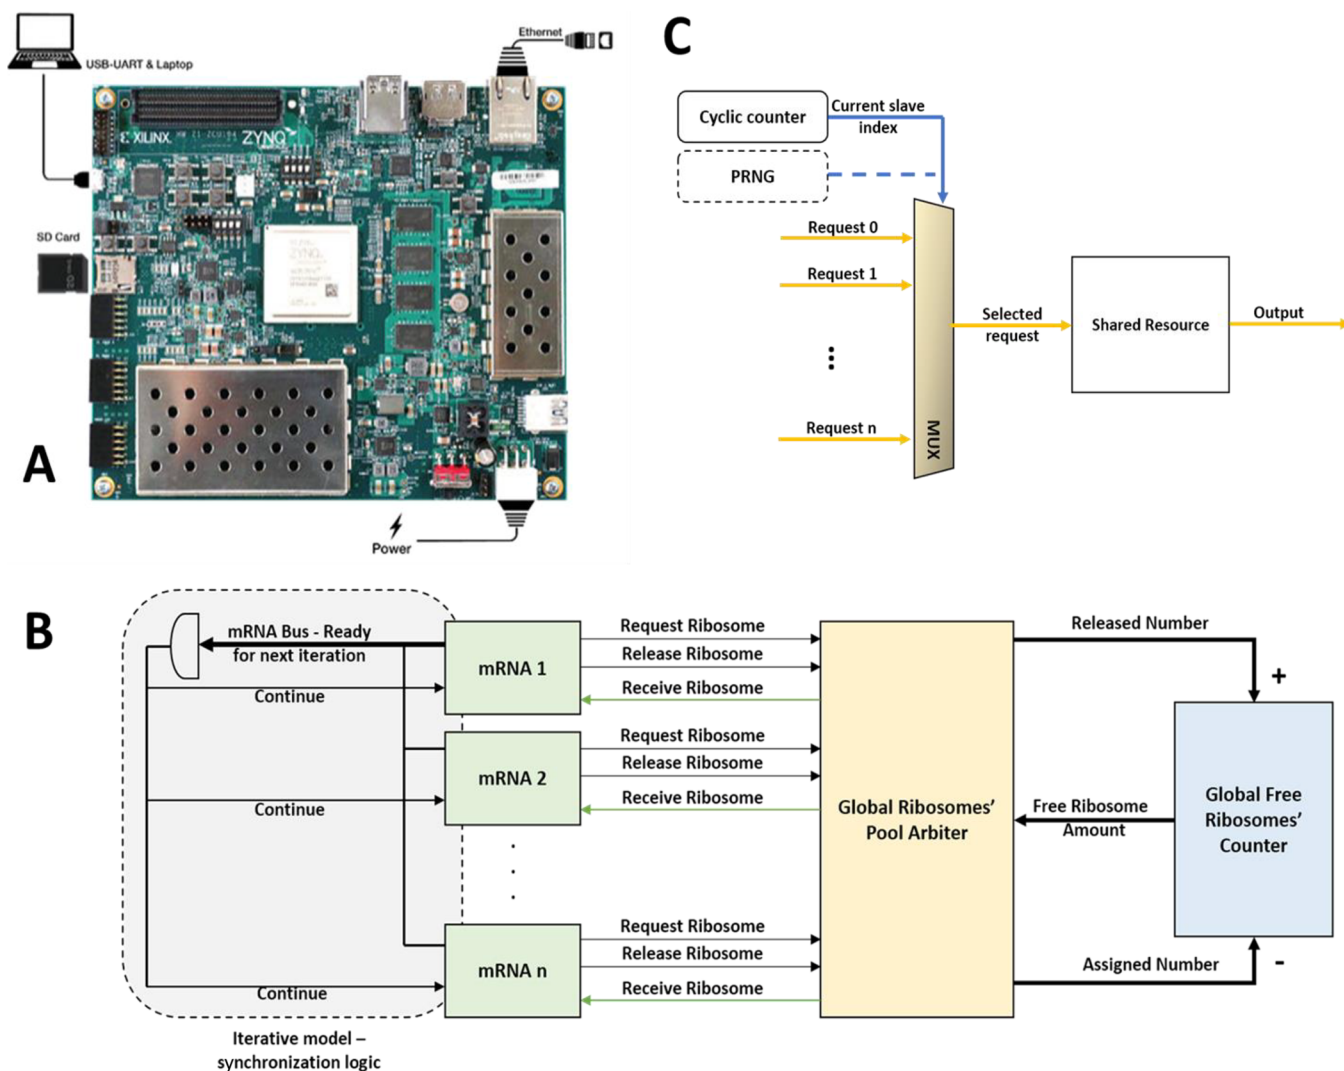 USB-UART & Laptop
Ethernet
XILINX
ZYNQ
SD Card
ZYNQ
A
Power
C
Cyclic counter
Current slave
index
PRNG
Request 0
Request 1
Request n
MUX
Selected
request
Shared Resource
Output
B
mRNA Bus - Ready
for next iteration
Continue
Continue
Continue
Iterative model –
synchronization logic
mRNA 1
mRNA 2
mRNA n
Request Ribosome
Release Ribosome
Receive Ribosome
Request Ribosome
Release Ribosome
Receive Ribosome
Request Ribosome
Release Ribosome
Receive Ribosome
Global Ribosomes’
Pool Arbiter
Released Number
+
Free Ribosome
Amount
Global Free
Ribosomes’
Counter
Assigned Number
-